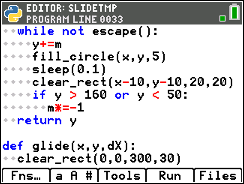 EDITOR: SLIDETMP
PROGRAM LINE 0033
while not escape():
y+=m
fill_circle(x,y,5)
sleep(0.1)
clear_rect(x-10,y-10,20,20)
if y > 160 or y < 50:
m*=-1
return y
def glide(x,y,dX):
clear_rect(0,0,300,30)
Fns… a A # Tools Run Files